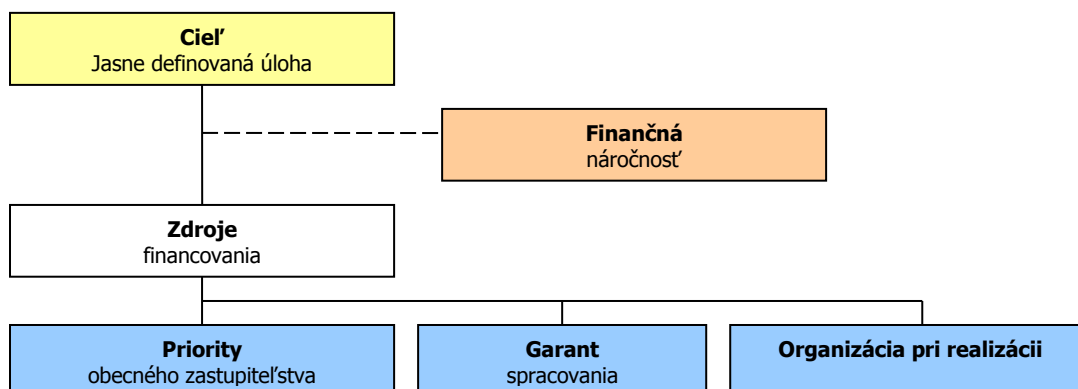 Cieľ
Jasne definovaná úloha
Finančná
náročnosť
Zdroje
financovania
Priority
obecného zastupiteľstva
Garant
spracovania
Organizácia pri realizácii